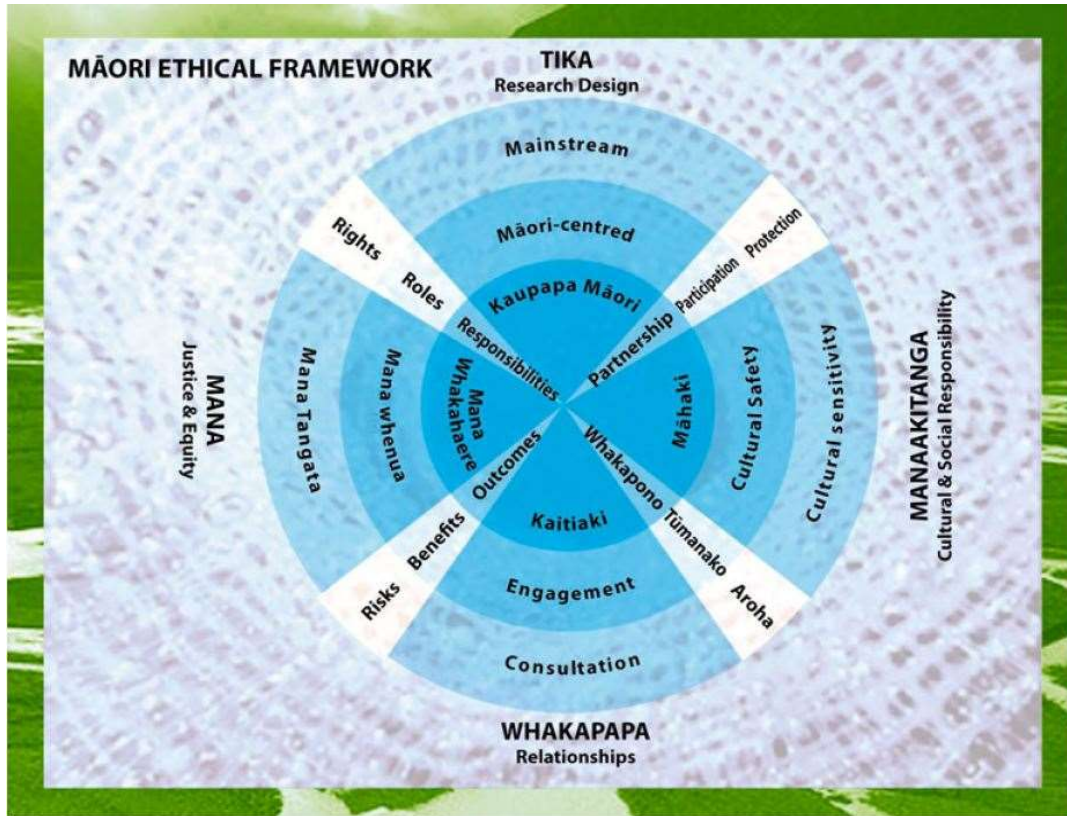 MĀORI ETHICAL FRAMEWORK
TIKA
Research Design
Mainstream
Māori-centred
Kaupapa Māori
Rights
Roles
Responsibilities
Protection
Participation
Partnership
MANA
Justice & Equity
Mana Tangata
Mana whenua
Mana
Whakahaere
Māhaki
Cultural Safety
Cultural sensitivity
MANAAKITANGA
Cultural & Social Responsibility
Outcomes
Benefits
Risks
Whakapono
Tūmanako
Aroha
Kaitiaki
Engagement
Consultation
WHAKAPAPA
Relationships